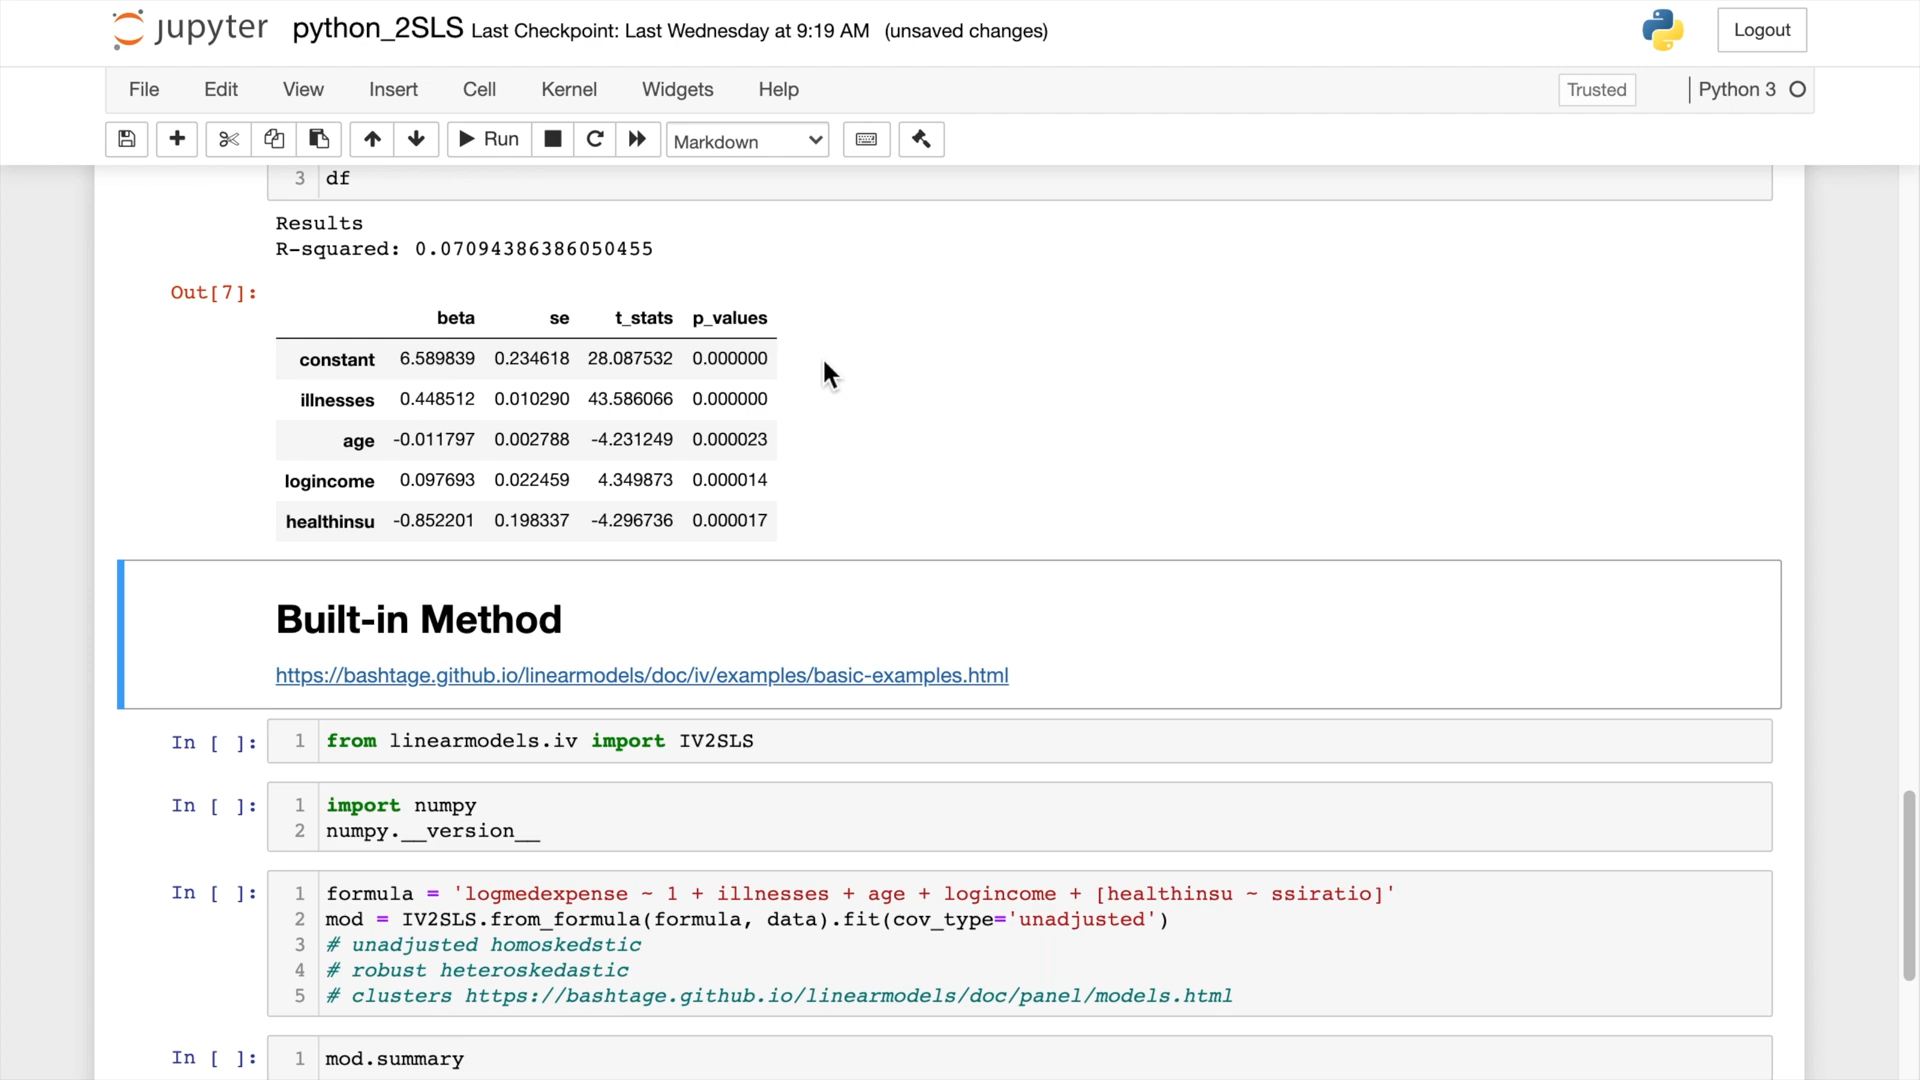 jupyter python_2SLS Last Checkpoint: Last Wednesday at 9:19 AM (unsaved changes) Logout
File Edit View Insert Cell Kernel Widgets Help Trusted Python 3
Run Markdown
3 df
Results
R-squared: 0.07094386386050455
Out[7]:
beta se t_stats p_values
constant 6.589839 0.234618 28.087532 0.000000
illnesses 0.448512 0.010290 43.586066 0.000000
age -0.011797 0.002788 -4.231249 0.000023
logincome 0.097693 0.022459 4.349873 0.000014
healthinsu -0.852201 0.198337 -4.296736 0.000017
Built-in Method
https://bashtage.github.io/linearmodels/doc/iv/examples/basic-examples.html
In [ ]: 1 from linearmodels.iv import IV2SLS
In [ ]: 1 import numpy
2 numpy.__version__
In [ ]: 1 formula = 'logmedexpense ~ 1 + illnesses + age + logincome + [healthinsu ~ ssiratio]'
2 mod = IV2SLS.from_formula(formula, data).fit(cov_type='unadjusted')
3 # unadjusted homoskedstic
4 # robust heteroskedastic
5 # clusters https://bashtage.github.io/linearmodels/doc/panel/models.html
In [ ]: 1 mod.summary